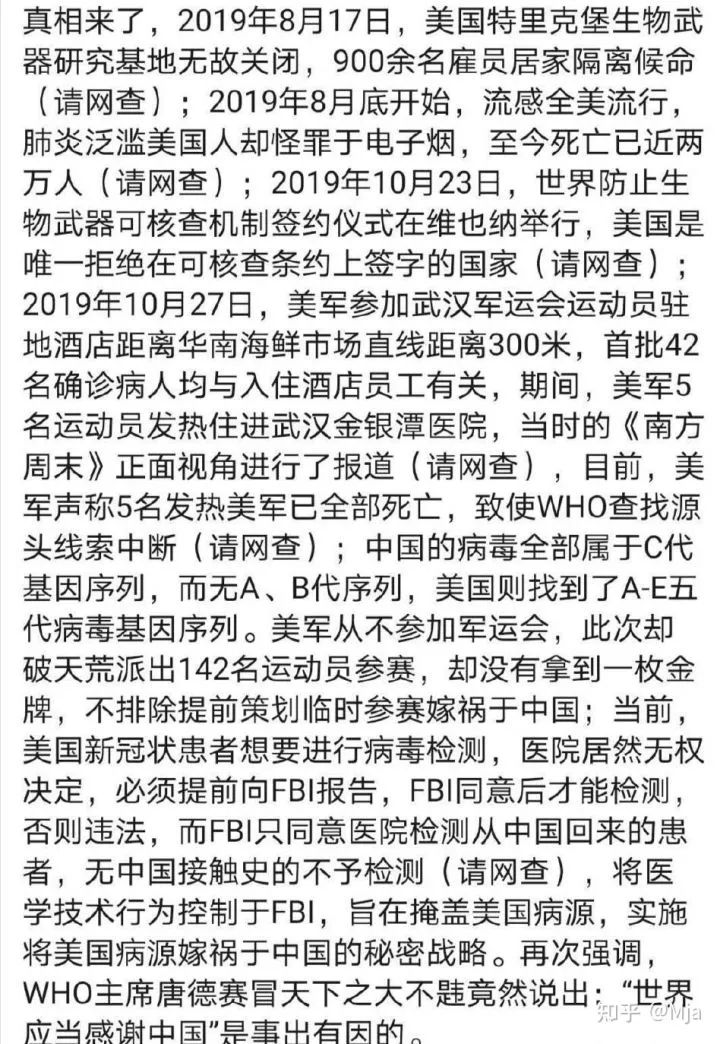 真相来了，2019年8月17日，美国特里克堡生物武
器研究基地无故关闭，900余名雇员居家隔离候命
（请网查）；2019年8月底开始，流感全美流行，
肺炎泛滥美国人却怪罪于电子烟，至今死亡已近两
万人（请网查）；2019年10月23日，世界防止生
物武器可核查机制签约仪式在维也纳举行，美国是
唯一拒绝在可核查条约上签字的国家（请网查）；
2019年10月27日，美军参加武汉军运会运动员驻
地酒店距离华南海鲜市场直线距离300米，首批42
名确诊病人均与入住酒店员工有关，期间，美军5
名运动员发热住进武汉金银潭医院，当时的《南方
周末》正面视角进行了报道（请网查），目前，美
军声称5名发热美军已全部死亡，致使WHO查找源
头线索中断（请网查）；中国的病毒全部属于C代
基因序列，而无A、B代序列，美国则找到了A-E五
代病毒基因序列。美军从不参加军运会，此次却
破天荒派出142名运动员参赛，却没有拿到一枚金
牌，不排除提前策划临时参赛嫁祸于中国；当前，
美国新冠状患者想要进行病毒检测，医院居然无权
决定，必须提前向FBI报告，FBI同意后才能检测，
否则违法，而FBI只同意医院检测从中国回来的患
者，无中国接触史的不予检测（请网查），将医
学技术行为控制于FBI，旨在掩盖美国病源，实施
将美国病源嫁祸于中国的秘密战略。再次强调，
WHO主席唐德赛冒天下之大不韪竟然说出：“世界
应当感谢中国”是事出有因的。
知乎 @Mja